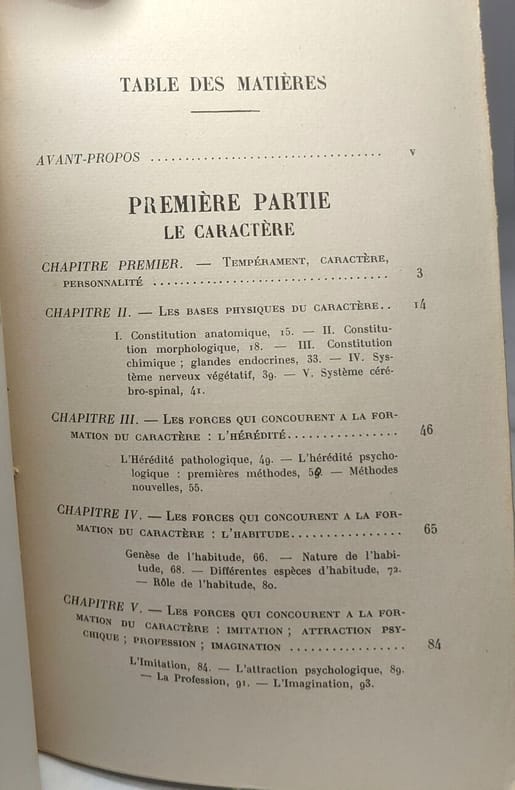 TABLE DES MATIÈRES
AVANT-PROPOS .................................. v
PREMIÈRE PARTIE
LE CARACTÈRE
CHAPITRE PREMIER. — TEMPÉRAMENT, CARACTÈRE,
PERSONNALITÉ .................................. 3
CHAPITRE II. — LES BASES PHYSIQUES DU CARACTÈRE.. 14
I. Constitution anatomique, 15. — II. Constitu-
tion morphologique, 18. — III. Constitution
chimique ; glandes endocrines, 33. — IV. Sys-
tème nerveux végétatif, 39. — V. Système céré-
bro-spinal, 41.
CHAPITRE III. — LES FORCES QUI CONCOURENT A LA FOR-
MATION DU CARACTÈRE : L'HÉRÉDITÉ................ 46
L'Hérédité pathologique, 49. — L'hérédité psycho-
logique : premières méthodes, — Méthodes
nouvelles, 55.
CHAPITRE IV. — LES FORCES QUI CONCOURENT A LA FOR-
MATION DU CARACTÈRE : L'HABITUDE................ 65
Genèse de l'habitude, 66. — Nature de l'habi-
tude, 68. — Différentes espèces d'habitude, 72.
— Rôle de l'habitude, 80.
CHAPITRE V. — LES FORCES QUI CONCOURENT A LA FOR-
MATION DU CARACTÈRE : IMITATION ; ATTRACTION PSY-
CHIQUE ; PROFESSION ; IMAGINATION ................ 84
L'Imitation, 84. — L'attraction psychologique, 89.
— La Profession, 91. — L'Imagination, 93.